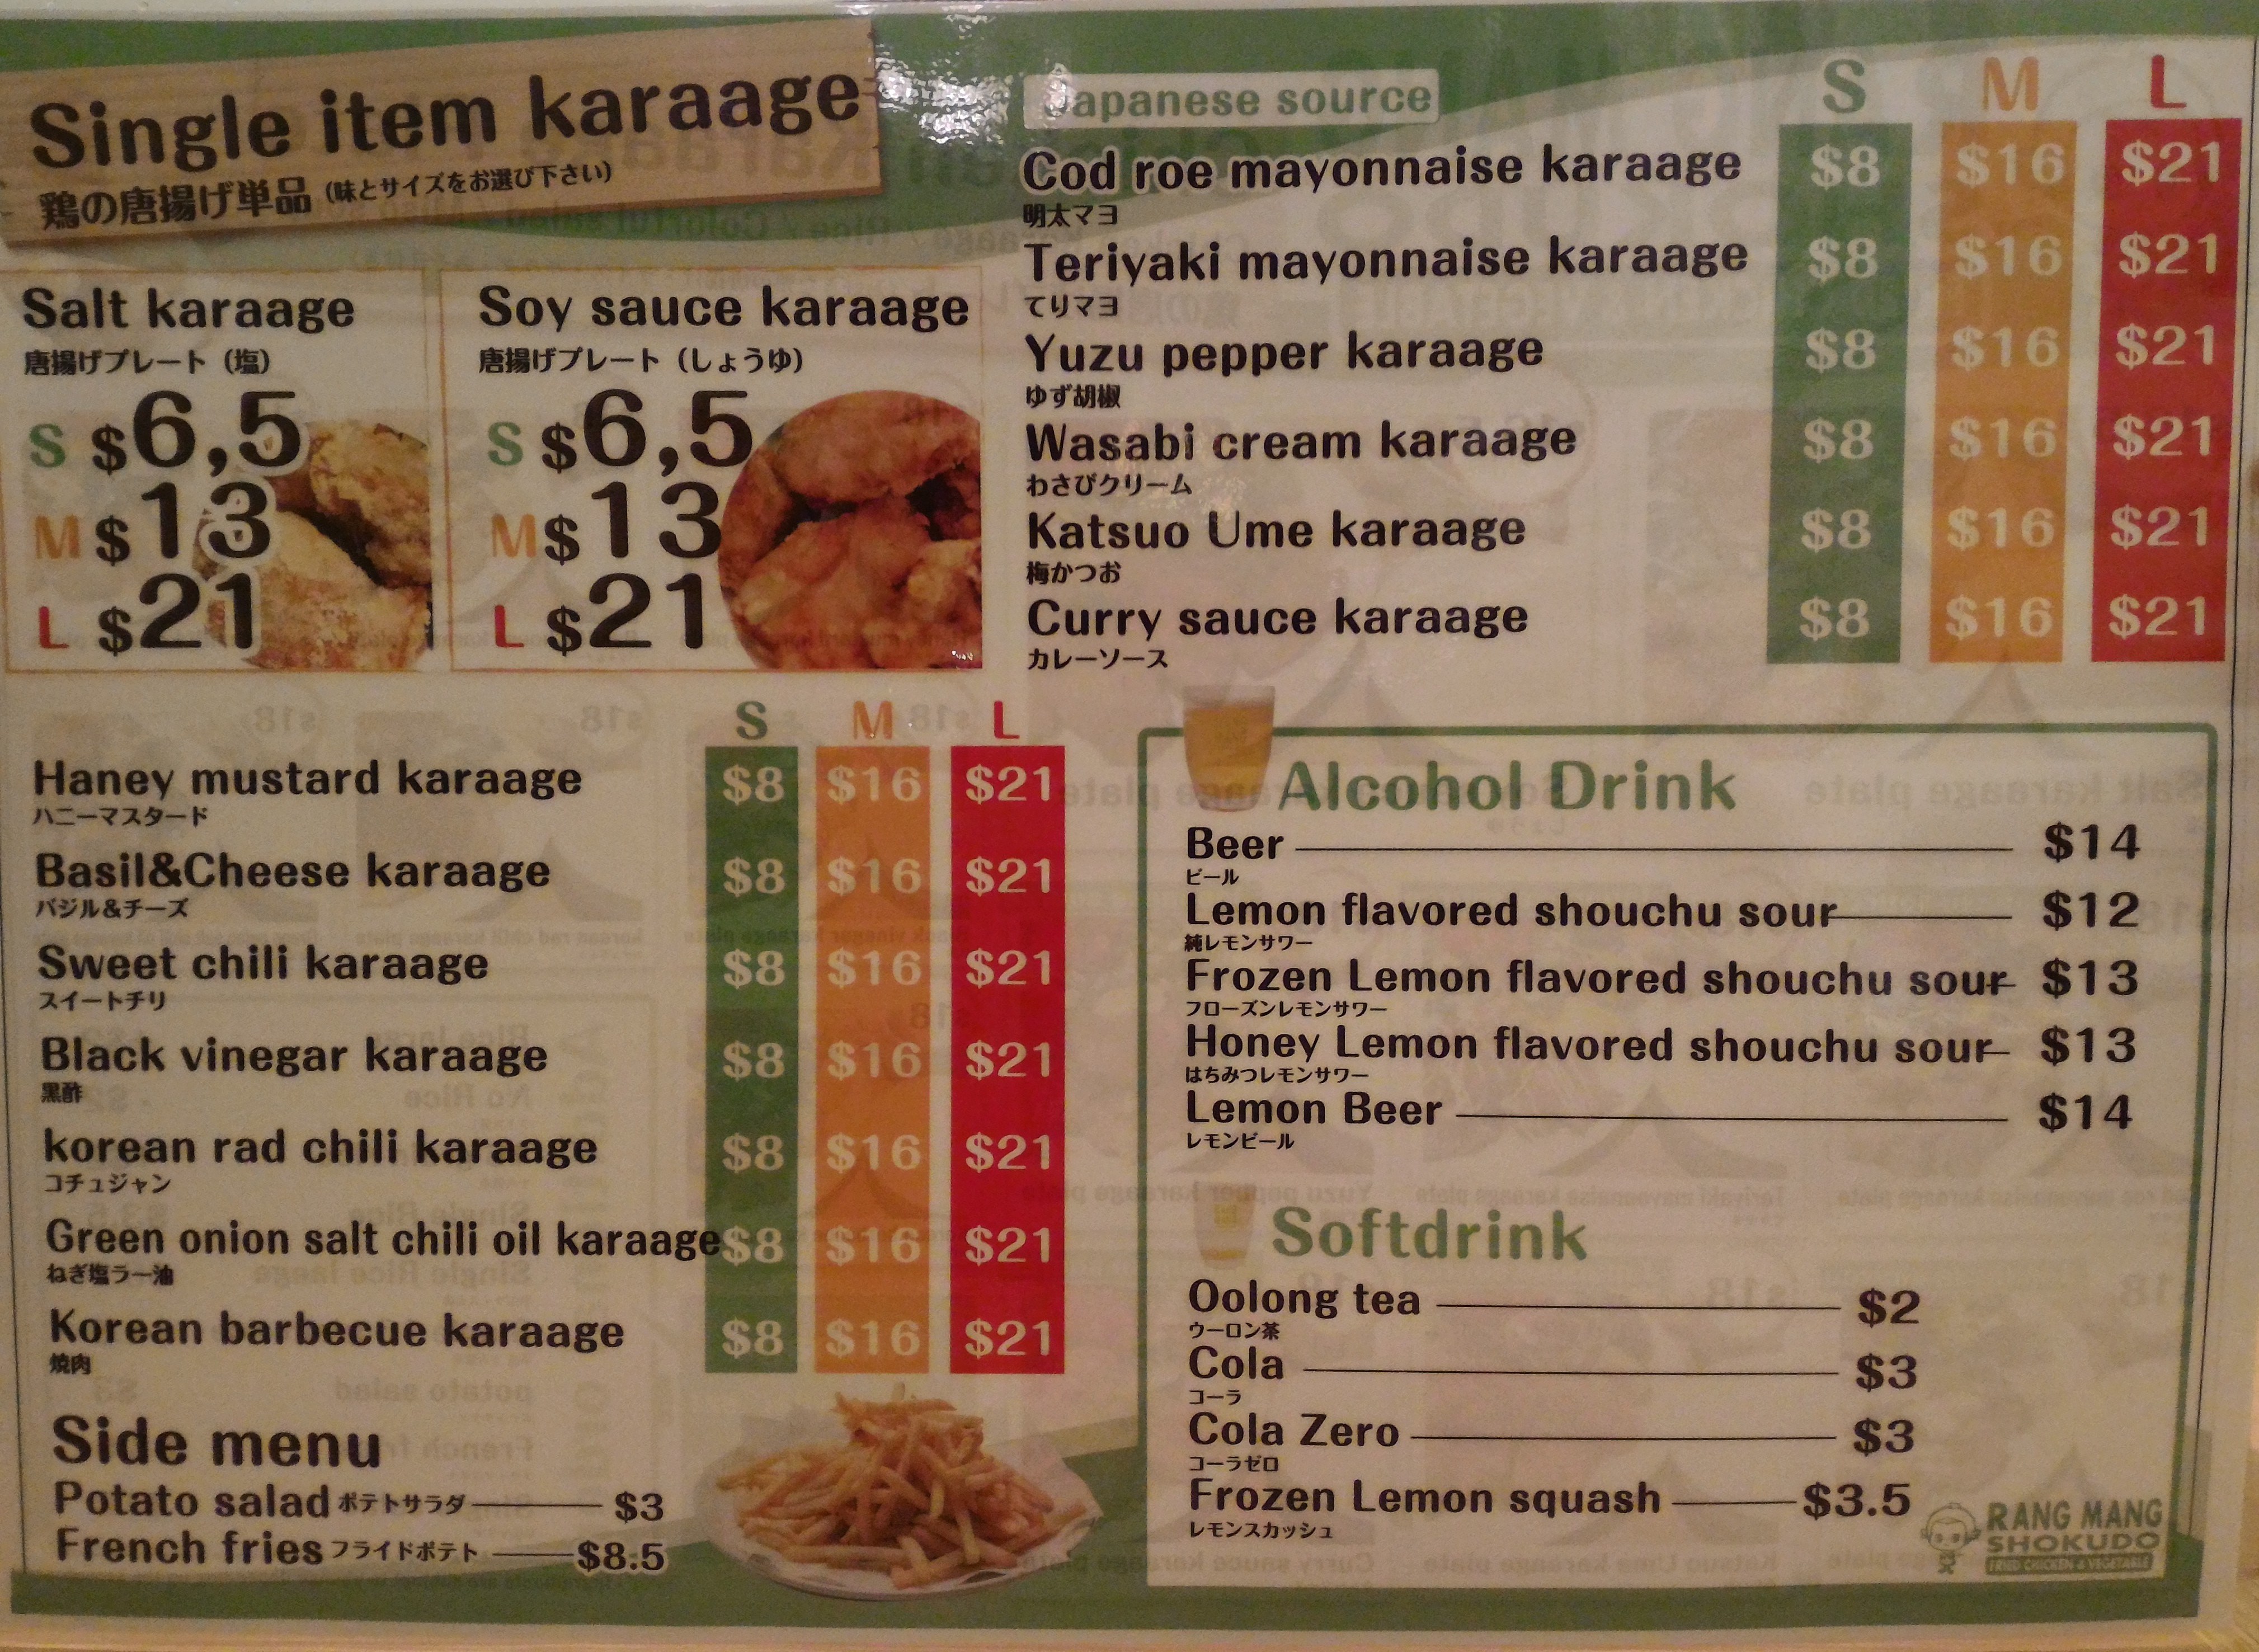 Single item karaage
鶏の唐揚げ単品（味とサイズをお選び下さい）
Salt karaage
唐揚げプレート（塩）
S $6,5
M $13
L $21
Soy sauce karaage
唐揚げプレート（しょうゆ）
S $6,5
M $13
L $21
Japanese source
S M L
Cod roe mayonnaise karaage $8 $16 $21
明太マヨ
Teriyaki mayonnaise karaage $8 $16 $21
てりマヨ
Yuzu pepper karaage $8 $16 $21
ゆず胡椒
Wasabi cream karaage $8 $16 $21
わさびクリーム
Katsuo Ume karaage $8 $16 $21
梅かつお
Curry sauce karaage $8 $16 $21
カレーソース
S M L
Haney mustard karaage $8 $16 $21
ハニーマスタード
Basil&Cheese karaage $8 $16 $21
バジル＆チーズ
Sweet chili karaage $8 $16 $21
スイートチリ
Black vinegar karaage $8 $16 $21
黒酢
korean rad chili karaage $8 $16 $21
コチュジャン
Green onion salt chili oil karaage $8 $16 $21
ねぎ塩ラー油
Korean barbecue karaage $8 $16 $21
焼肉
Side menu
Potato salad ポテトサラダ $3
French fries フライドポテト $8.5
Alcohol Drink
Beer $14
ビール
Lemon flavored shouchu sour $12
純レモンサワー
Frozen Lemon flavored shouchu sour $13
フローズンレモンサワー
Honey Lemon flavored shouchu sour $13
はちみつレモンサワー
Lemon Beer $14
レモンビール
Softdrink
Oolong tea $2
ウーロン茶
Cola $3
コーラ
Cola Zero $3
コーラゼロ
Frozen Lemon squash $3.5
レモンスカッシュ
RANG MANG
SHOKUDO
FRIED CHICKEN & VEGETABLE